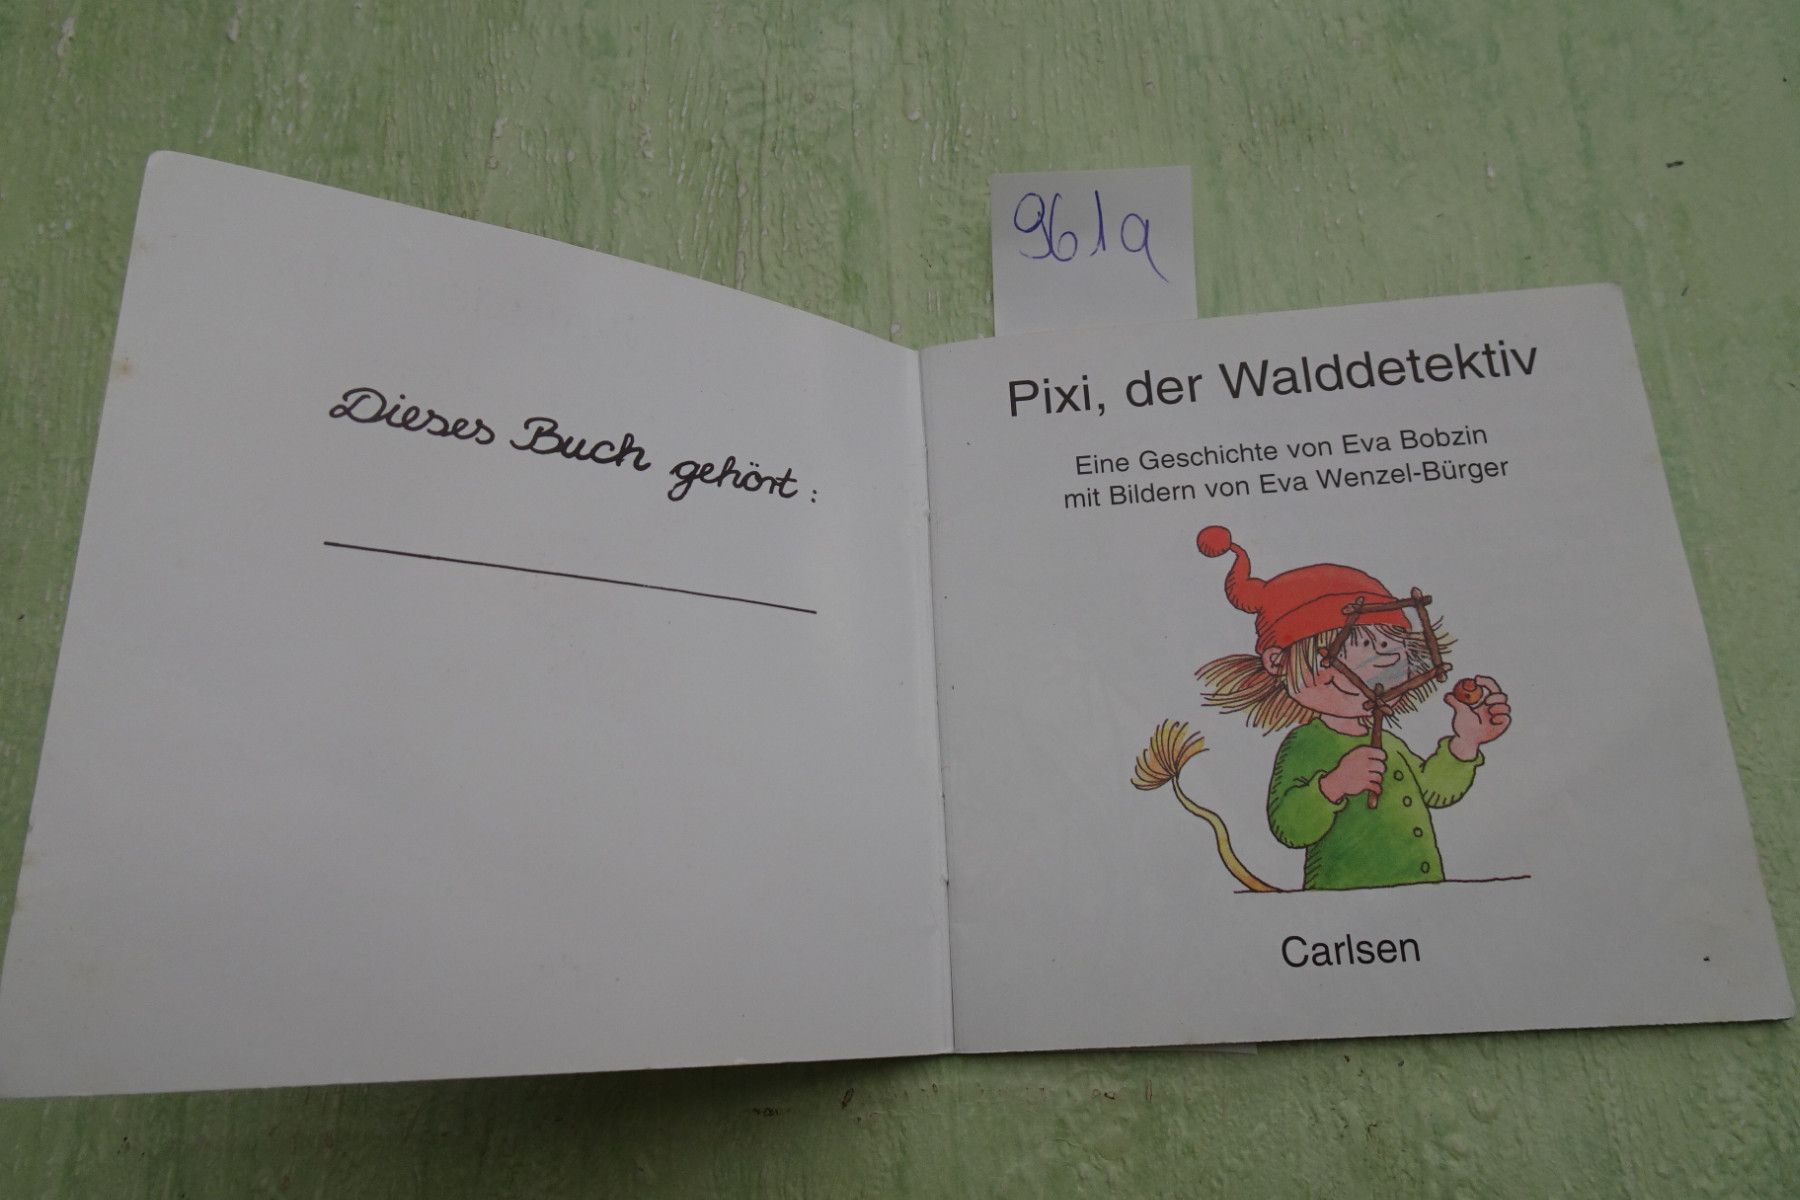 961a
Dieses Buch gehört:
Pixi, der Walddetektiv
Eine Geschichte von Eva Bobzin
mit Bildern von Eva Wenzel-Bürger
Carlsen